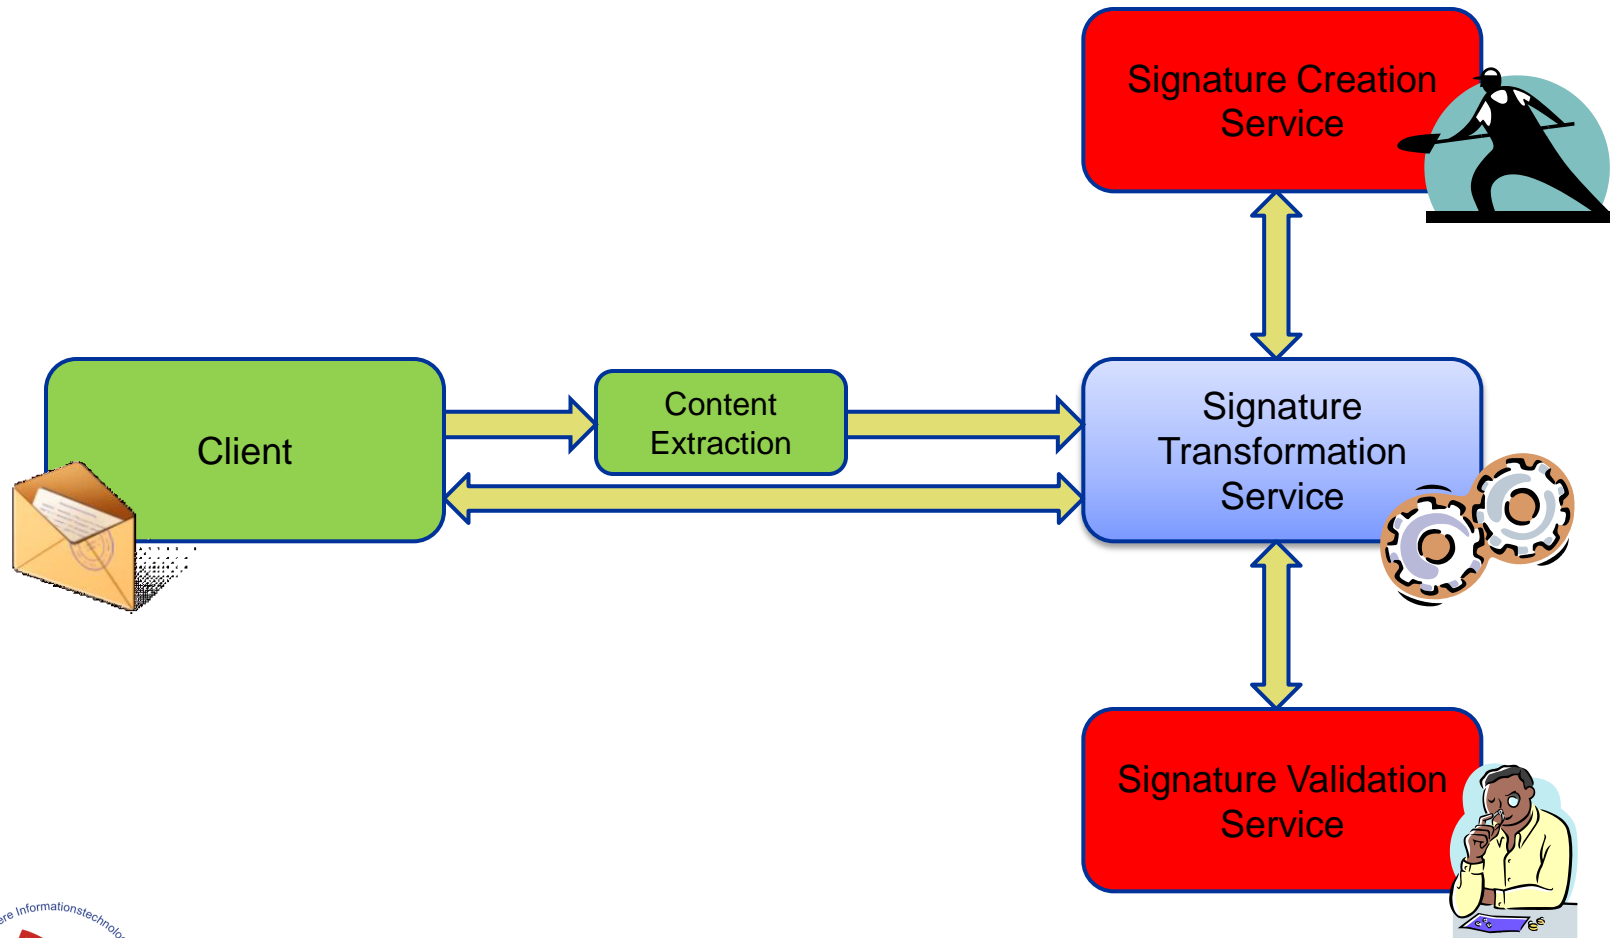 Signature Creation
Service
Client
Content
Extraction
Signature
Transformation
Service
Signature Validation
Service